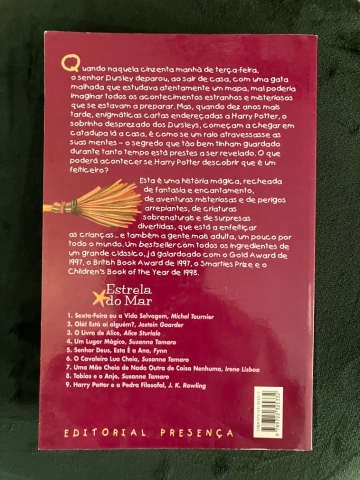 Quando naquela cinzenta manhã de terça-feira,
o senhor Dursley deparou, ao sair de casa, com uma gata
malhada que estudava atentamente um mapa, mal poderia
imaginar todos os acontecimentos estranhos e misteriosos
que se estavam a preparar. Mas, quando dez anos mais
tarde, enigmáticas cartas endereçadas a Harry Potter, o
sobrinho desprezado dos Dursleys, começam a chegar em
catadupa lá a casa, é como se um raio atravessasse as
suas mentes – o segredo que tão bem tinham guardado
durante tanto tempo está prestes a ser revelado. O que
poderá acontecer se Harry Potter descobrir que é um
feiticeiro?
Esta é uma história mágica, recheada
de fantasia e encantamento,
de aventuras misteriosas e de perigos
arrepiantes, de criaturas
sobrenaturais e de surpresas
divertidas, que está a enfeitiçar
as crianças... e também a gente mais adulta, um pouco por
todo o mundo. Um bestseller com todos os ingredientes de
um grande clássico, já galardoado com o Gold Award de
1997, o British Book Award de 1997, o Smarties Prize e o
Children's Book of the Year de 1998.
Estrela
do Mar
1. Sexta-Feira ou a Vida Selvagem, Michel Tournier
2. Olá! Está aí alguém?, Jostein Gaarder
3. O Livro de Alice, Alice Sturiale
4. Um Lugar Mágico, Susanna Tamaro
5. Senhor Deus, Esta É a Ana, Fynn
6. O Cavaleiro Lua Cheia, Susanna Tamaro
7. Uma Mão Cheia de Nada Outra de Coisa Nenhuma, Irene Lisboa
8. Tobias e o Anjo, Susanna Tamaro
9. Harry Potter e a Pedra Filosofal, J. K. Rowling
EDITORIAL PRESENÇA